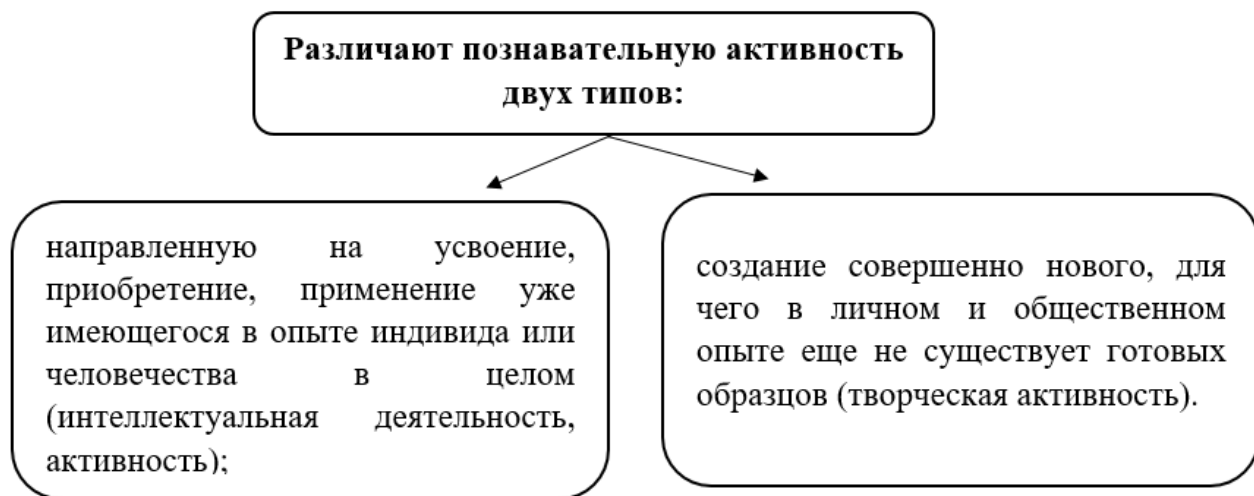 Различают познавательную активность
двух типов:
направленную на усвоение,
приобретение, применение уже
имеющегося в опыте индивида или
человечества в целом
(интеллектуальная деятельность,
активность);
создание совершенно нового, для
чего в личном и общественном
опыте еще не существует готовых
образцов (творческая активность).